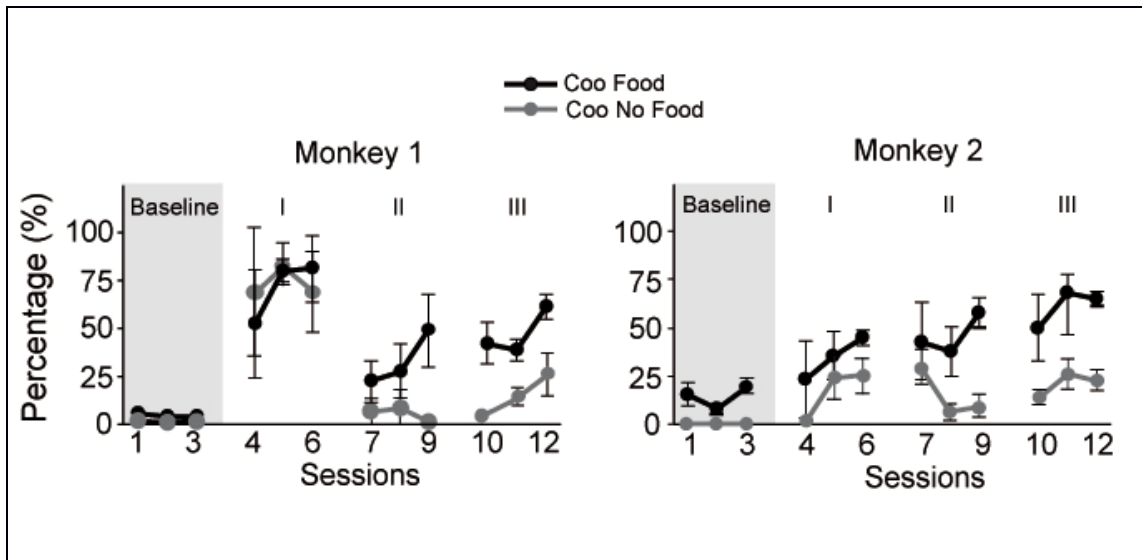 Coo Food
Coo No Food
Monkey 1
Monkey 2
Percentage (%)
100
75
50
25
0
Baseline
I
II
III
1 3 4 6 7 9 10 12
Sessions
100
75
50
25
0
Baseline
I
II
III
1 3 4 6 7 9 10 12
Sessions